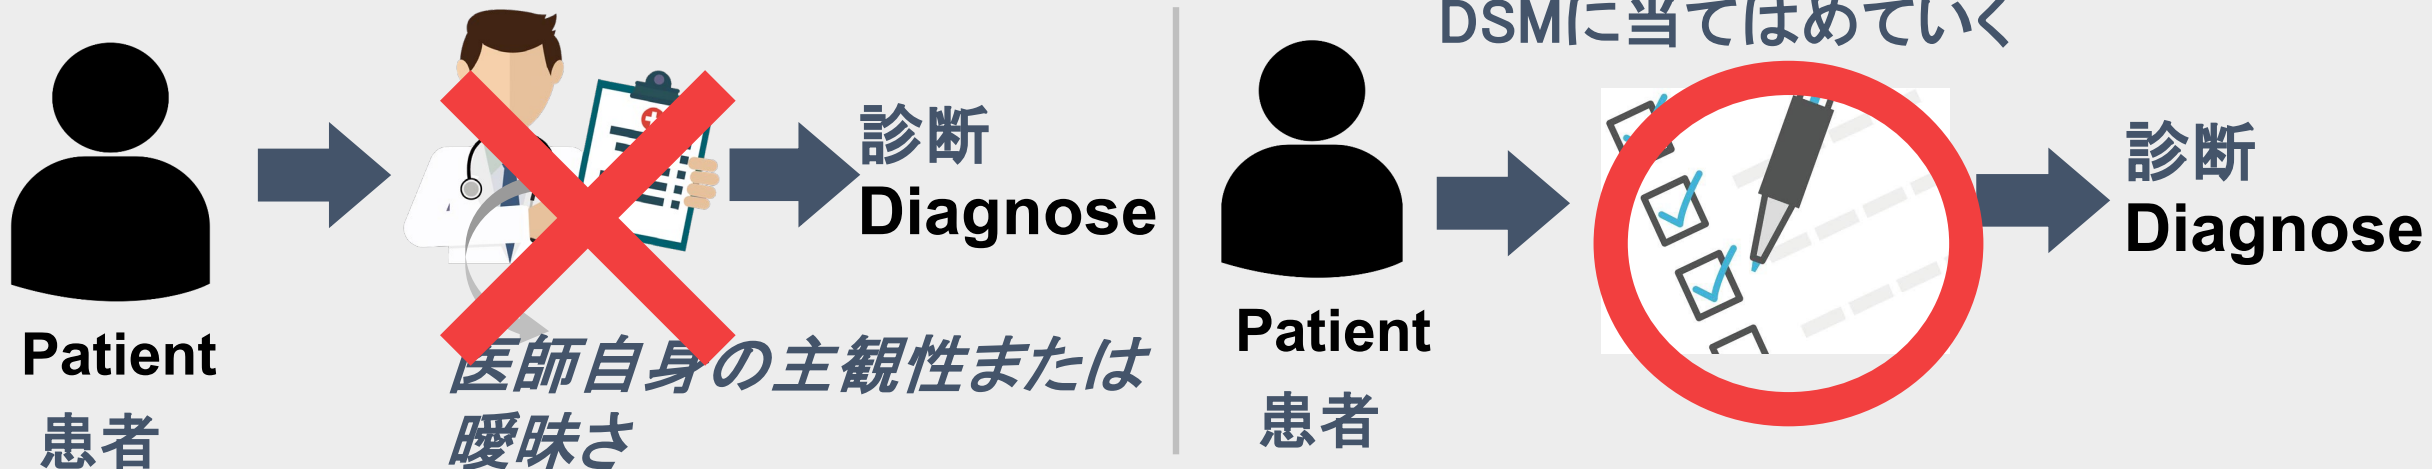 診断
Diagnose
Patient
患者
医師自身の主観性または
曖昧さ
DSMに当てはめていく
診断
Diagnose
Patient
患者